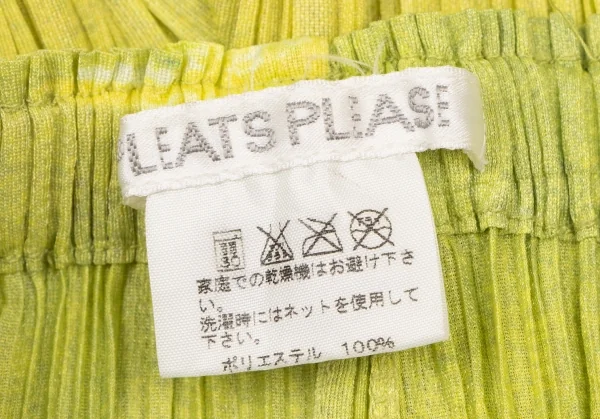 PLEATS PLEASE
家庭での乾燥機はお避け下さ
い。
洗濯時にはネットを使用して
下さい。
ポリエステル 100%